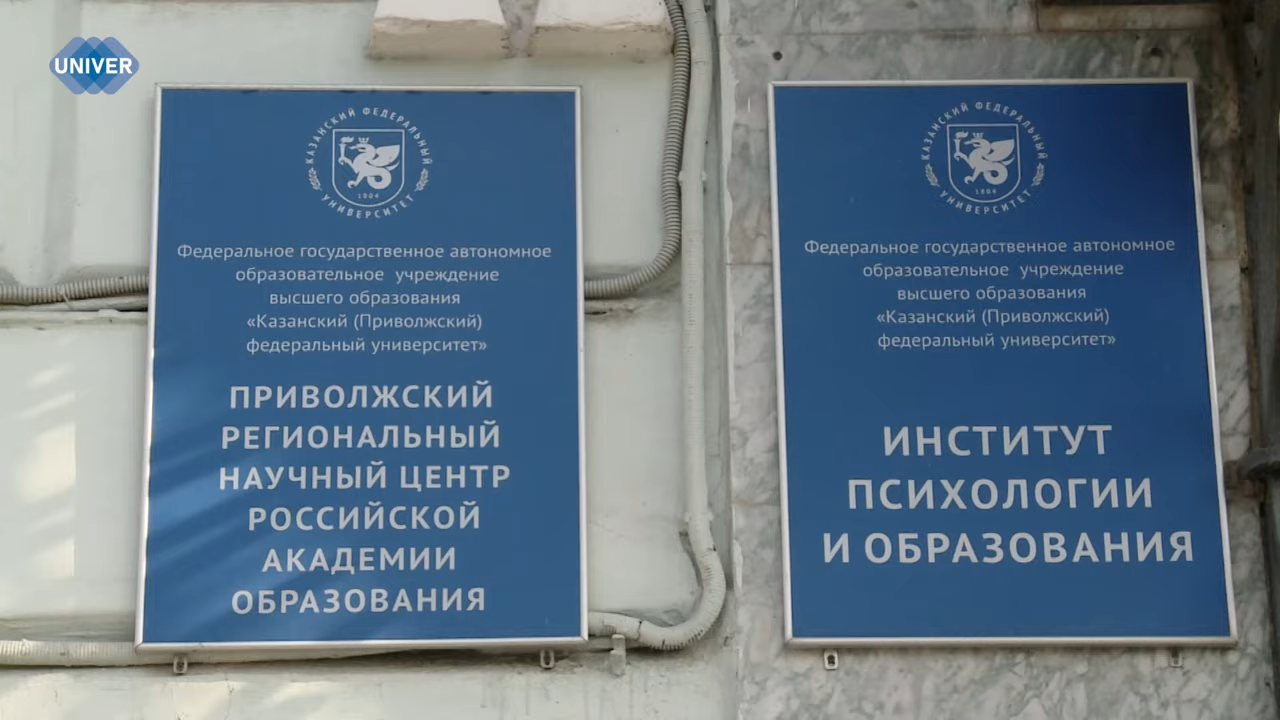 UNIVER
КАЗАНСКИЙ ФЕДЕРАЛЬНЫЙ
УНИВЕРСИТЕТ
1804
Федеральное государственное автономное
образовательное учреждение
высшего образования
«Казанский (Приволжский)
федеральный университет»
ПРИВОЛЖСКИЙ
РЕГИОНАЛЬНЫЙ
НАУЧНЫЙ ЦЕНТР
РОССИЙСКОЙ
АКАДЕМИИ
ОБРАЗОВАНИЯ
КАЗАНСКИЙ ФЕДЕРАЛЬНЫЙ
УНИВЕРСИТЕТ
1804
Федеральное государственное автономное
образовательное учреждение
высшего образования
«Казанский (Приволжский)
федеральный университет»
ИНСТИТУТ
ПСИХОЛОГИИ
И ОБРАЗОВАНИЯ